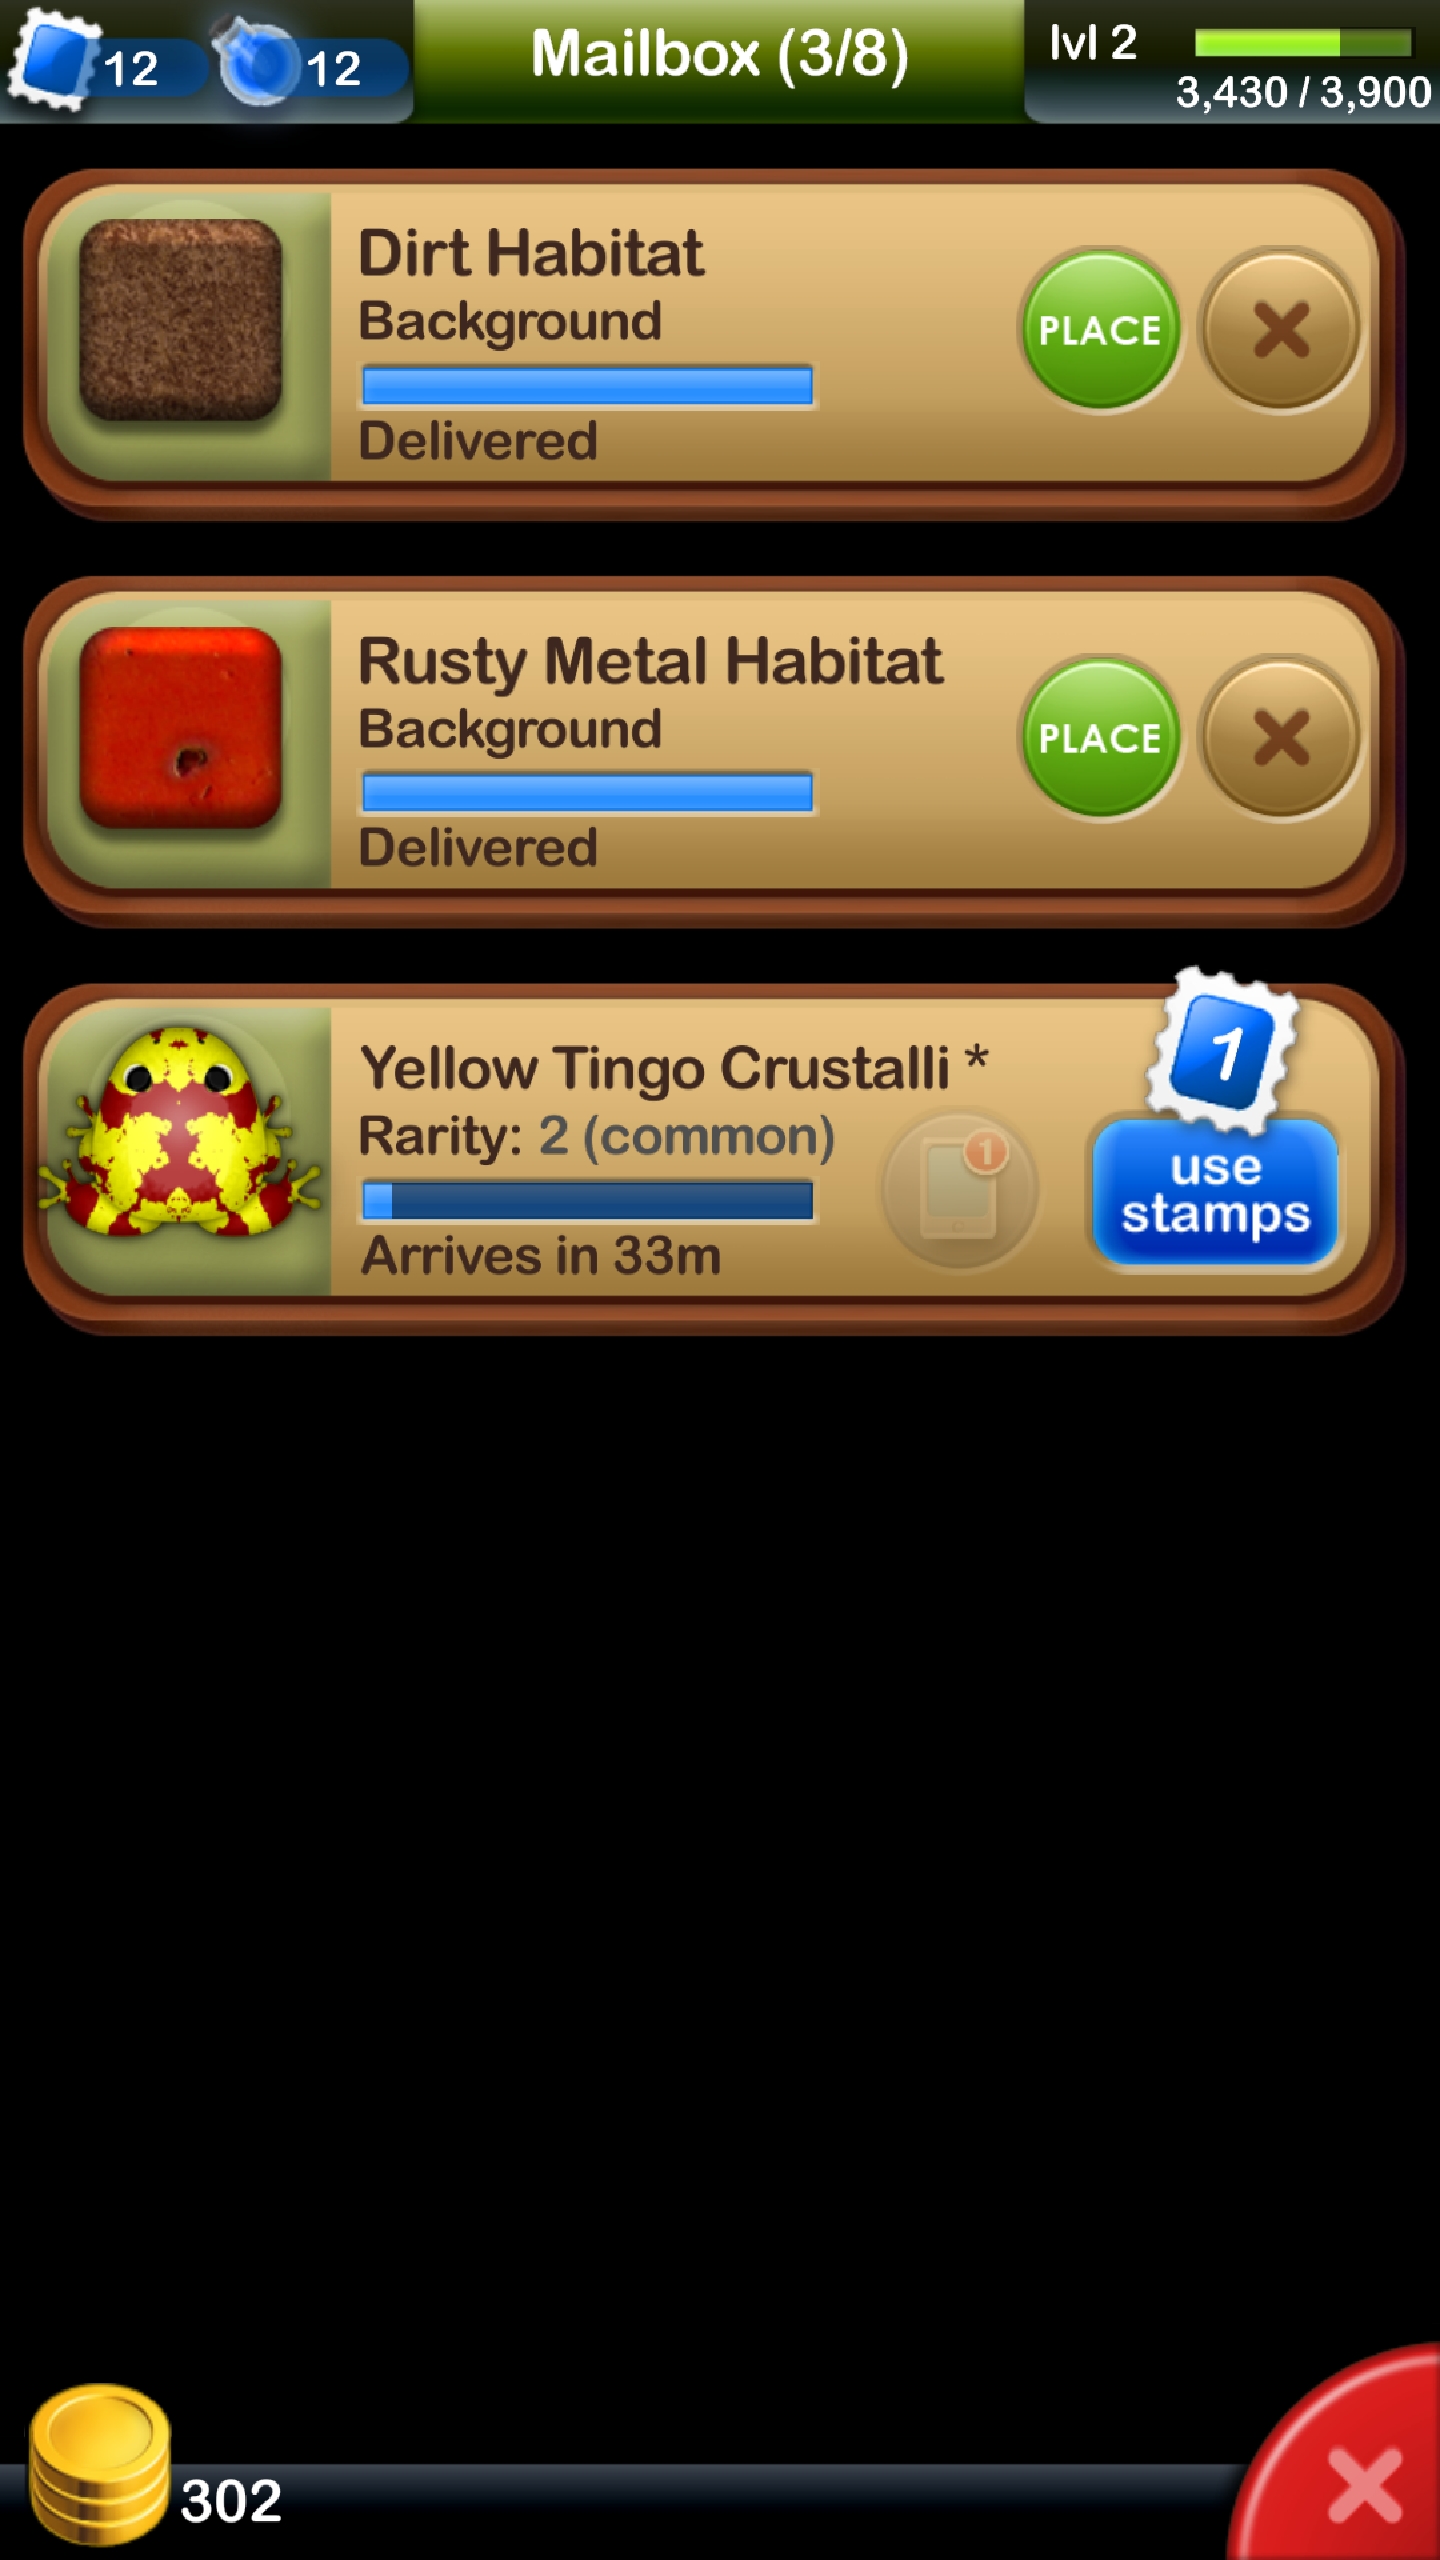 12
12
Mailbox (3/8)
lvl 2
3,430 / 3,900
Dirt Habitat
Background
Delivered
PLACE
Rusty Metal Habitat
Background
Delivered
PLACE
Yellow Tingo Crustalli *
Rarity: 2 (common)
Arrives in 33m
1
1
use
stamps
302